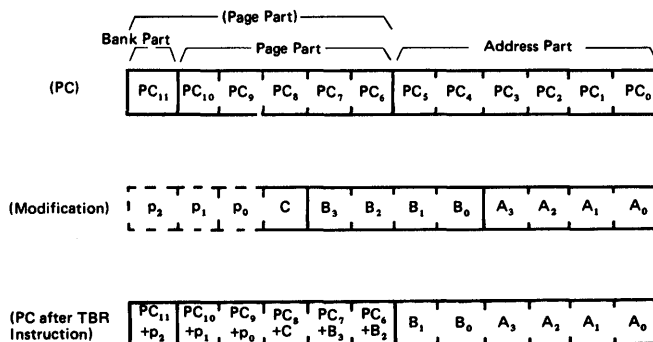 (Page Part)
Bank Part Page Part Address Part
(PC) PC₁₁ PC₁₀ PC₉ PC₈ PC₇ PC₆ PC₅ PC₄ PC₃ PC₂ PC₁ PC₀
(Modification) p₂ p₁ p₀ C B₃ B₂ B₁ B₀ A₃ A₂ A₁ A₀
(PC after TBR PC₁₁ PC₁₀ PC₉ PC₈ PC₇ PC₆ B₁ B₀ A₃ A₂ A₁ A₀
Instruction) +p₂ +p₁ +p₀ +C +B₃ +B₂